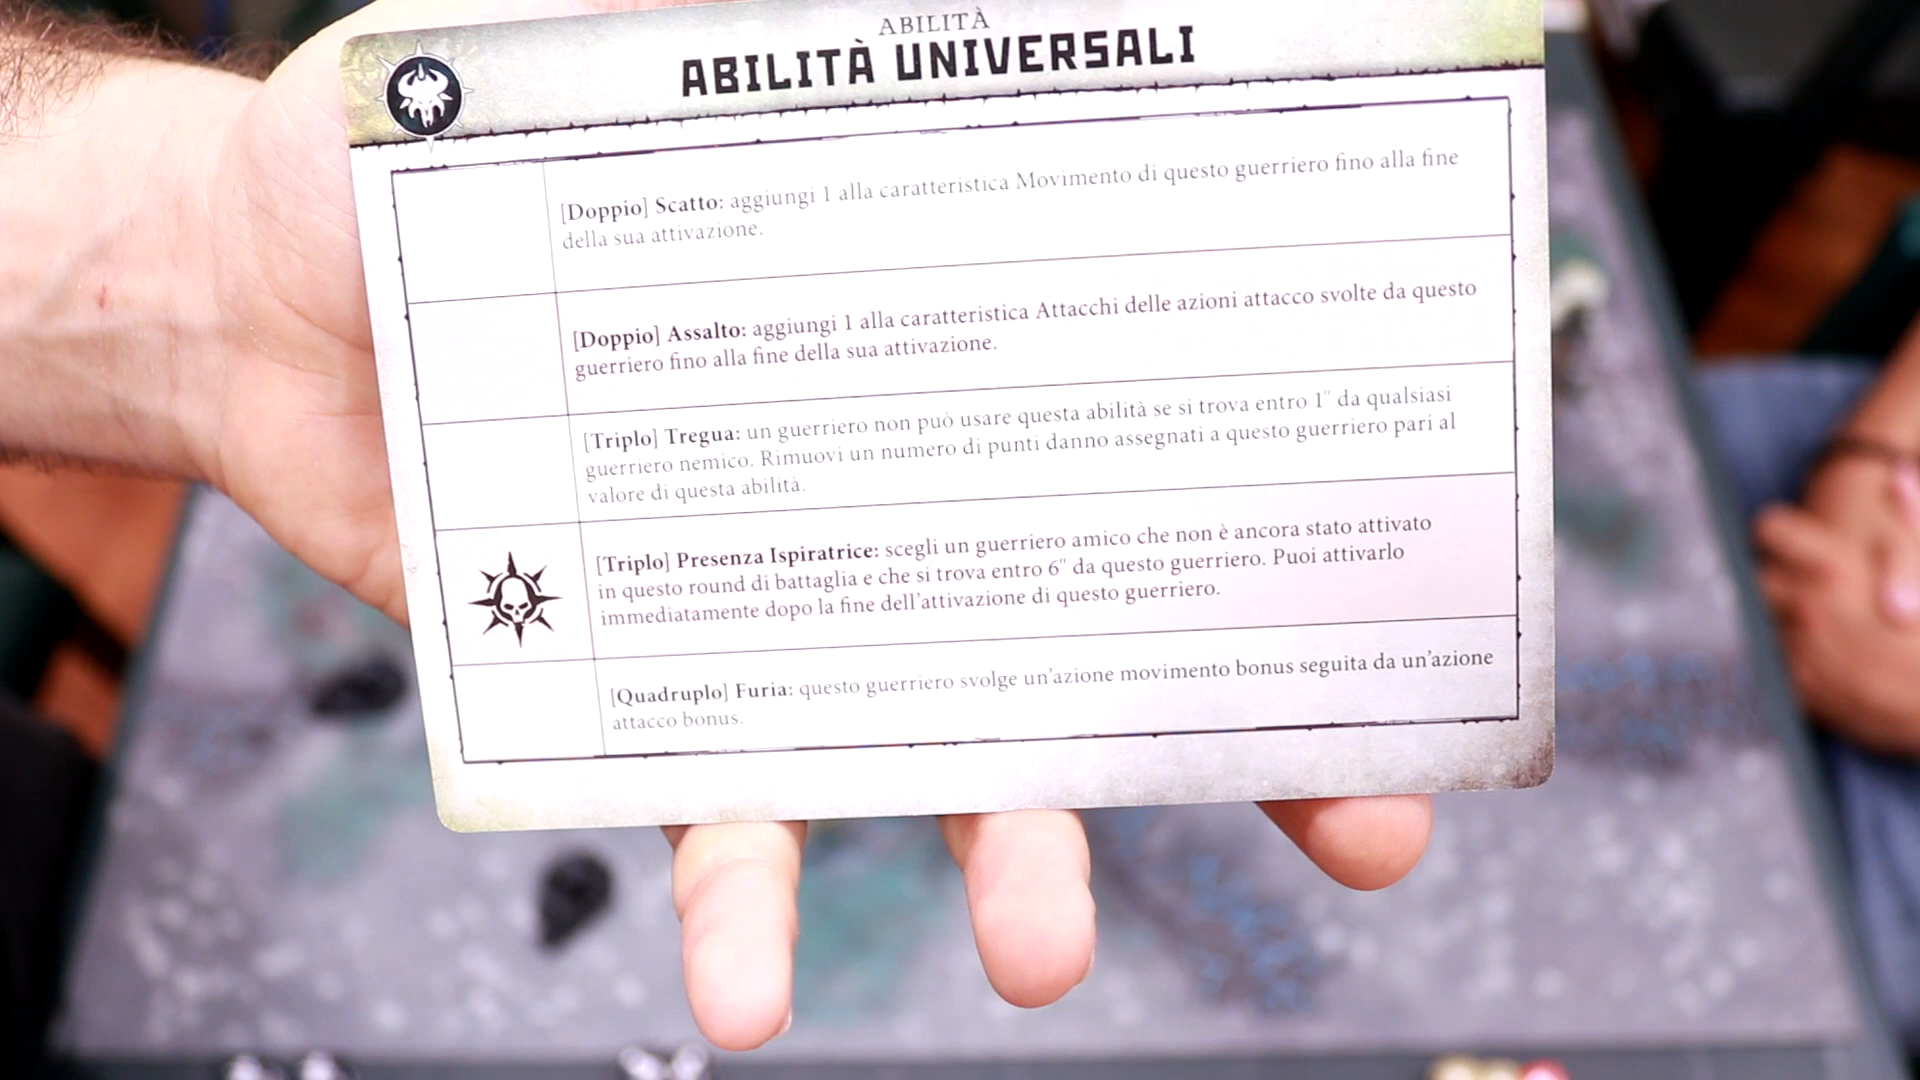 ABILITÀ
ABILITÀ UNIVERSALI
[Doppio] Scatto: aggiungi 1 alla caratteristica Movimento di questo guerriero fino alla fine
della sua attivazione.
[Doppio] Assalto: aggiungi 1 alla caratteristica Attacchi delle azioni attacco svolte da questo
guerriero fino alla fine della sua attivazione.
[Triplo] Tregua: un guerriero non può usare questa abilità se si trova entro 1" da qualsiasi
guerriero nemico. Rimuovi un numero di punti danno assegnati a questo guerriero pari al
valore di questa abilità.
[Triplo] Presenza Ispiratrice: scegli un guerriero amico che non è ancora stato attivato
in questo round di battaglia e che si trova entro 6" da questo guerriero. Puoi attivarlo
immediatamente dopo la fine dell'attivazione di questo guerriero.
[Quadruplo] Furia: questo guerriero svolge un'azione movimento bonus seguita da un'azione
attacco bonus.